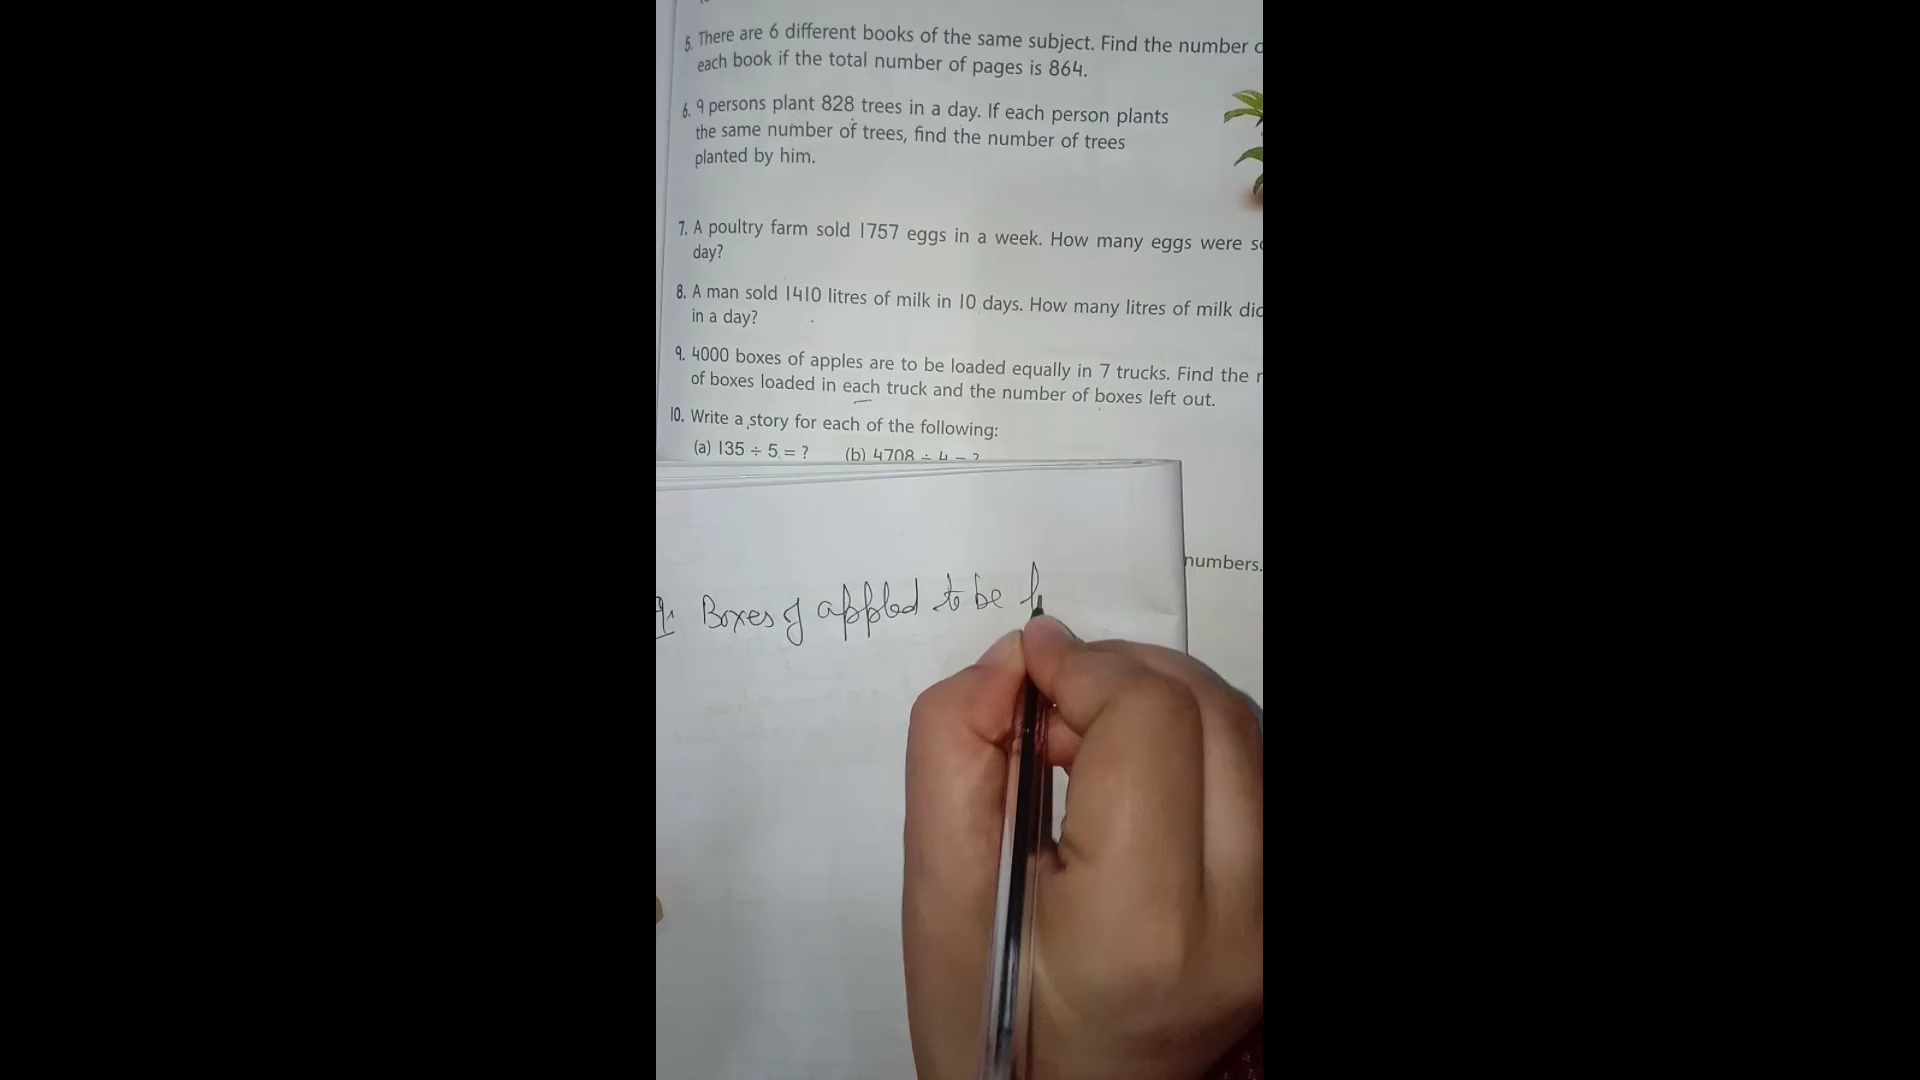 5. There are 6 different books of the same subject. Find the number
each book if the total number of pages is 864.
6. 9 persons plant 828 trees in a day. If each person plants
the same number of trees, find the number of trees
planted by him.
7. A poultry farm sold 1757 eggs in a week. How many eggs were
day?
8. A man sold 1410 litres of milk in 10 days. How many litres of milk
in a day?
9. 4000 boxes of apples are to be loaded equally in 7 trucks. Find the
of boxes loaded in each truck and the number of boxes left out.
10. Write a story for each of the following:
(a) 135 ÷ 5 = ? (b) 4708 ÷ 4 = ?
numbers.
9. Boxes of appled to be